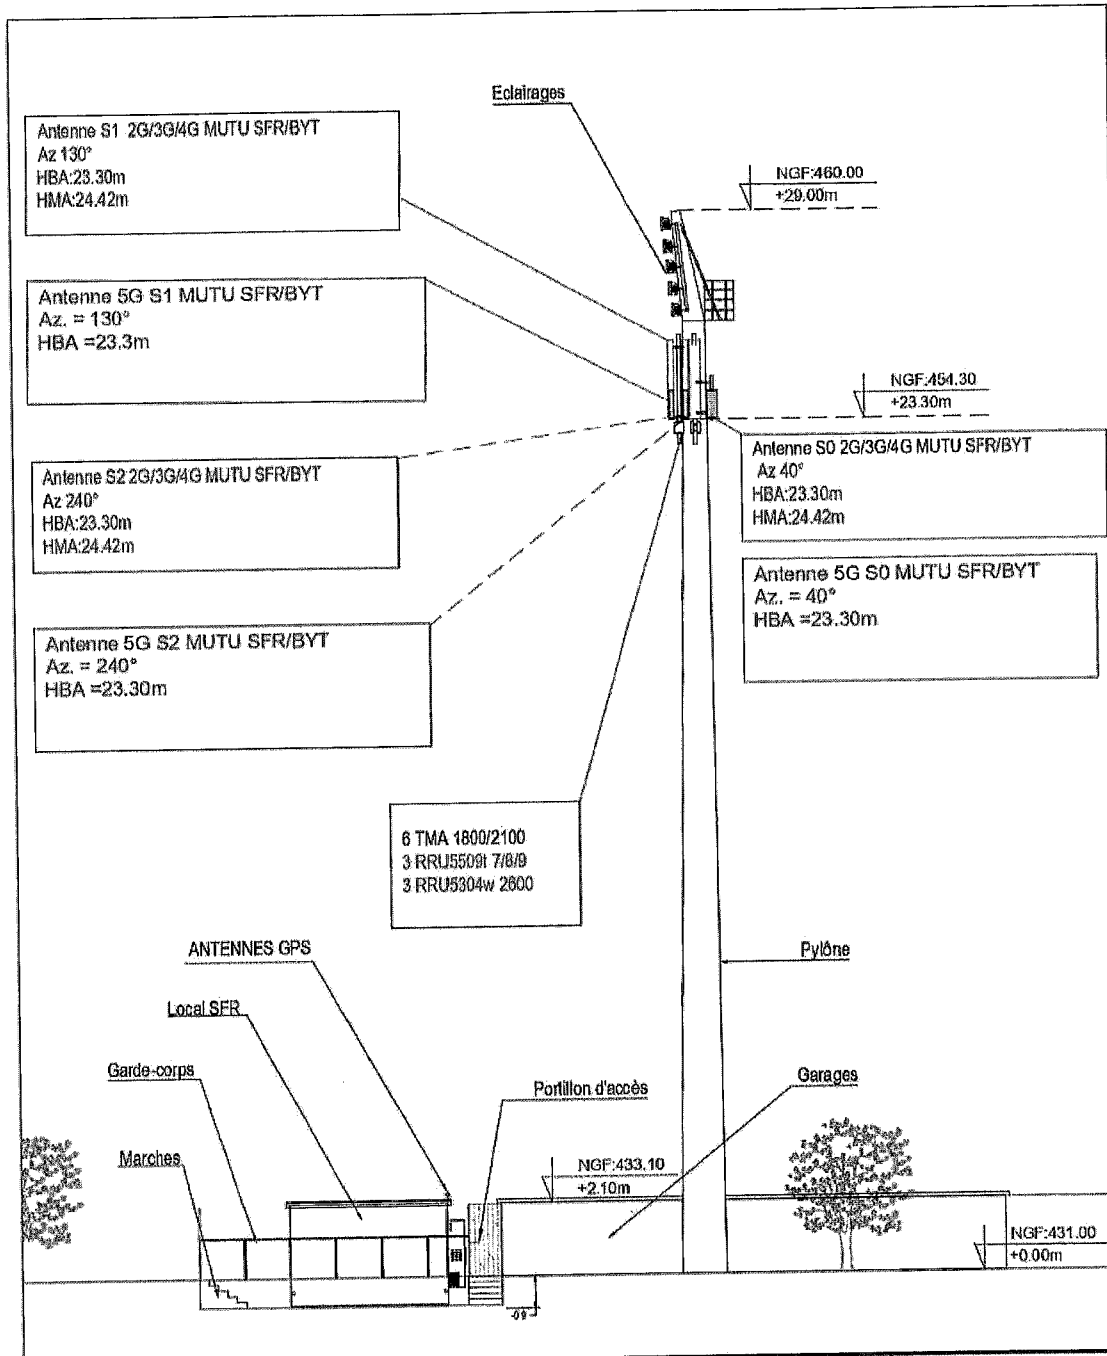 Eclairages
Antenne S1 2G/3G/4G MUTU SFR/BYT
Az 130°
HBA:23.30m
HMA:24.42m
NGF:460.00
+29.00m
Antenne 5G S1 MUTU SFR/BYT
Az. = 130°
HBA =23.3m
NGF:454.30
+23.30m
Antenne S2 2G/3G/4G MUTU SFR/BYT
Az 240°
HBA:23.30m
HMA:24.42m
Antenne S0 2G/3G/4G MUTU SFR/BYT
Az 40°
HBA:23.30m
HMA:24.42m
Antenne 5G S0 MUTU SFR/BYT
Az. = 40°
HBA =23.30m
Antenne 5G S2 MUTU SFR/BYT
Az. = 240°
HBA =23.30m
6 TMA 1800/2100
3 RRU5509t 7/8/9
3 RRU5304w 2600
ANTENNES GPS
Pylône
Local SFR
Garde-corps
Portillon d'accès
Garages
Marches
NGF:433.10
+2.10m
NGF:431.00
+0.00m